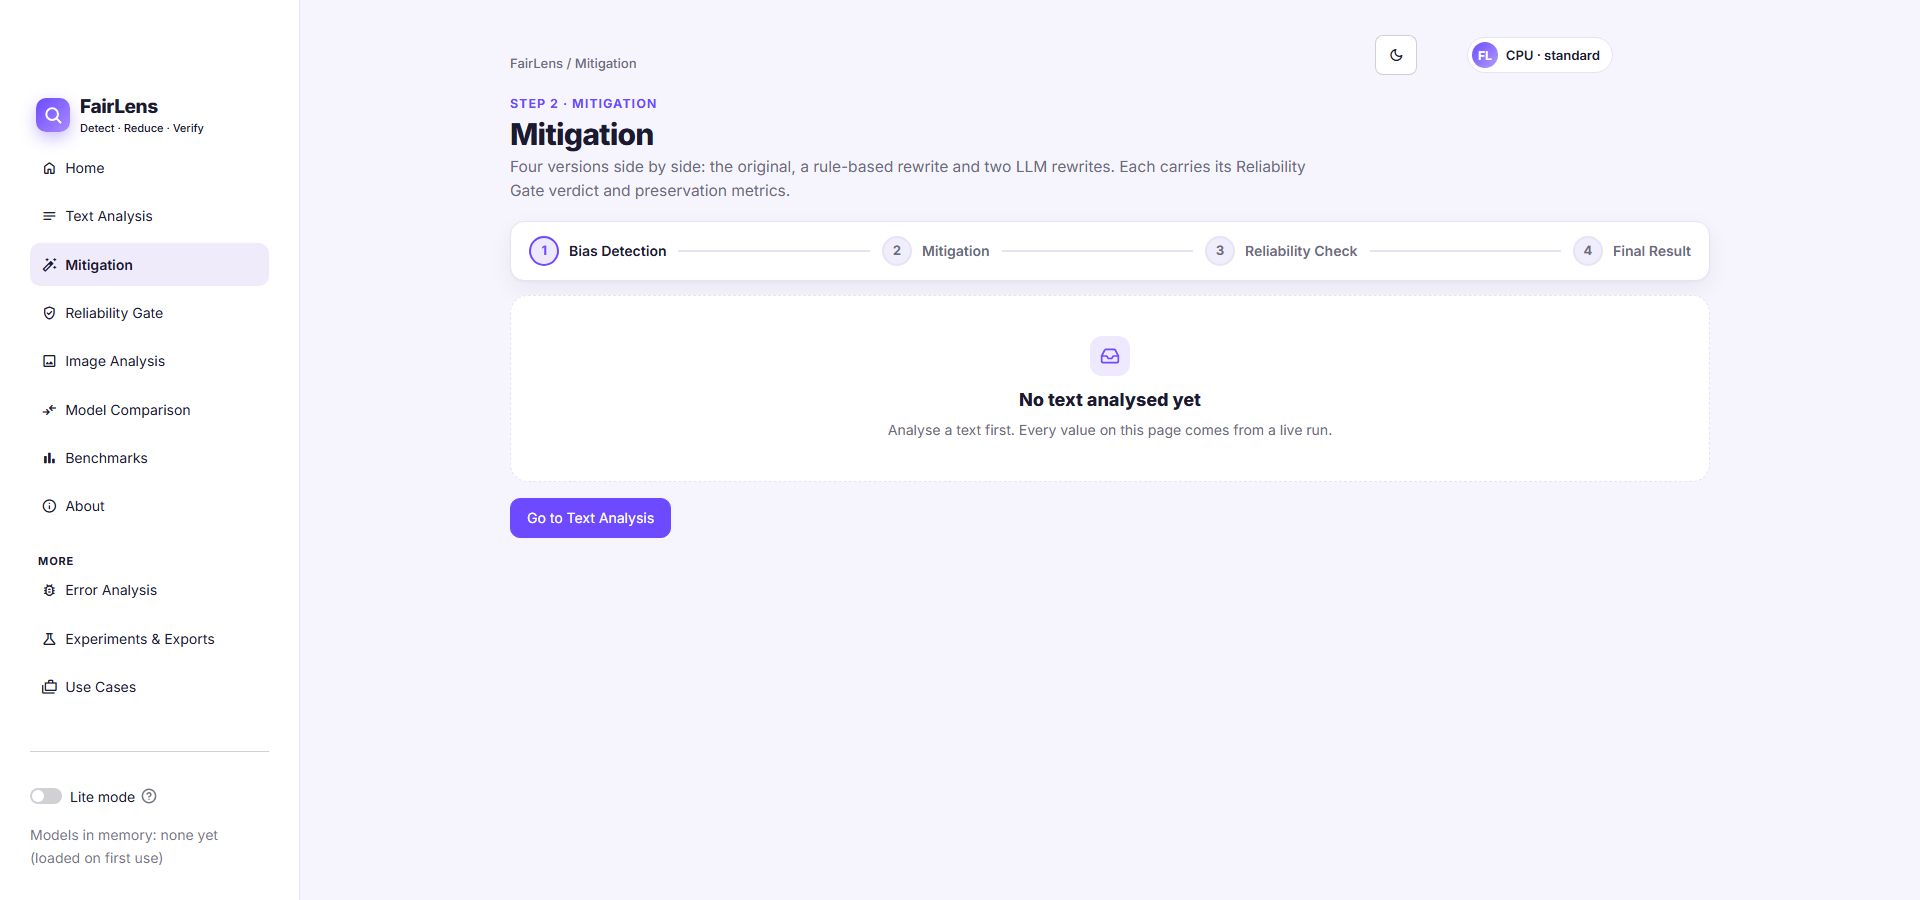 FairLens
Detect · Reduce · Verify
Home
Text Analysis
Mitigation
Reliability Gate
Image Analysis
Model Comparison
Benchmarks
About
MORE
Error Analysis
Experiments & Exports
Use Cases
Lite mode
Models in memory: none yet
(loaded on first use)
FairLens / Mitigation
FL CPU · standard
STEP 2 · MITIGATION
Mitigation
Four versions side by side: the original, a rule-based rewrite and two LLM rewrites. Each carries its Reliability
Gate verdict and preservation metrics.
1 Bias Detection
2 Mitigation
3 Reliability Check
4 Final Result
No text analysed yet
Analyse a text first. Every value on this page comes from a live run.
Go to Text Analysis